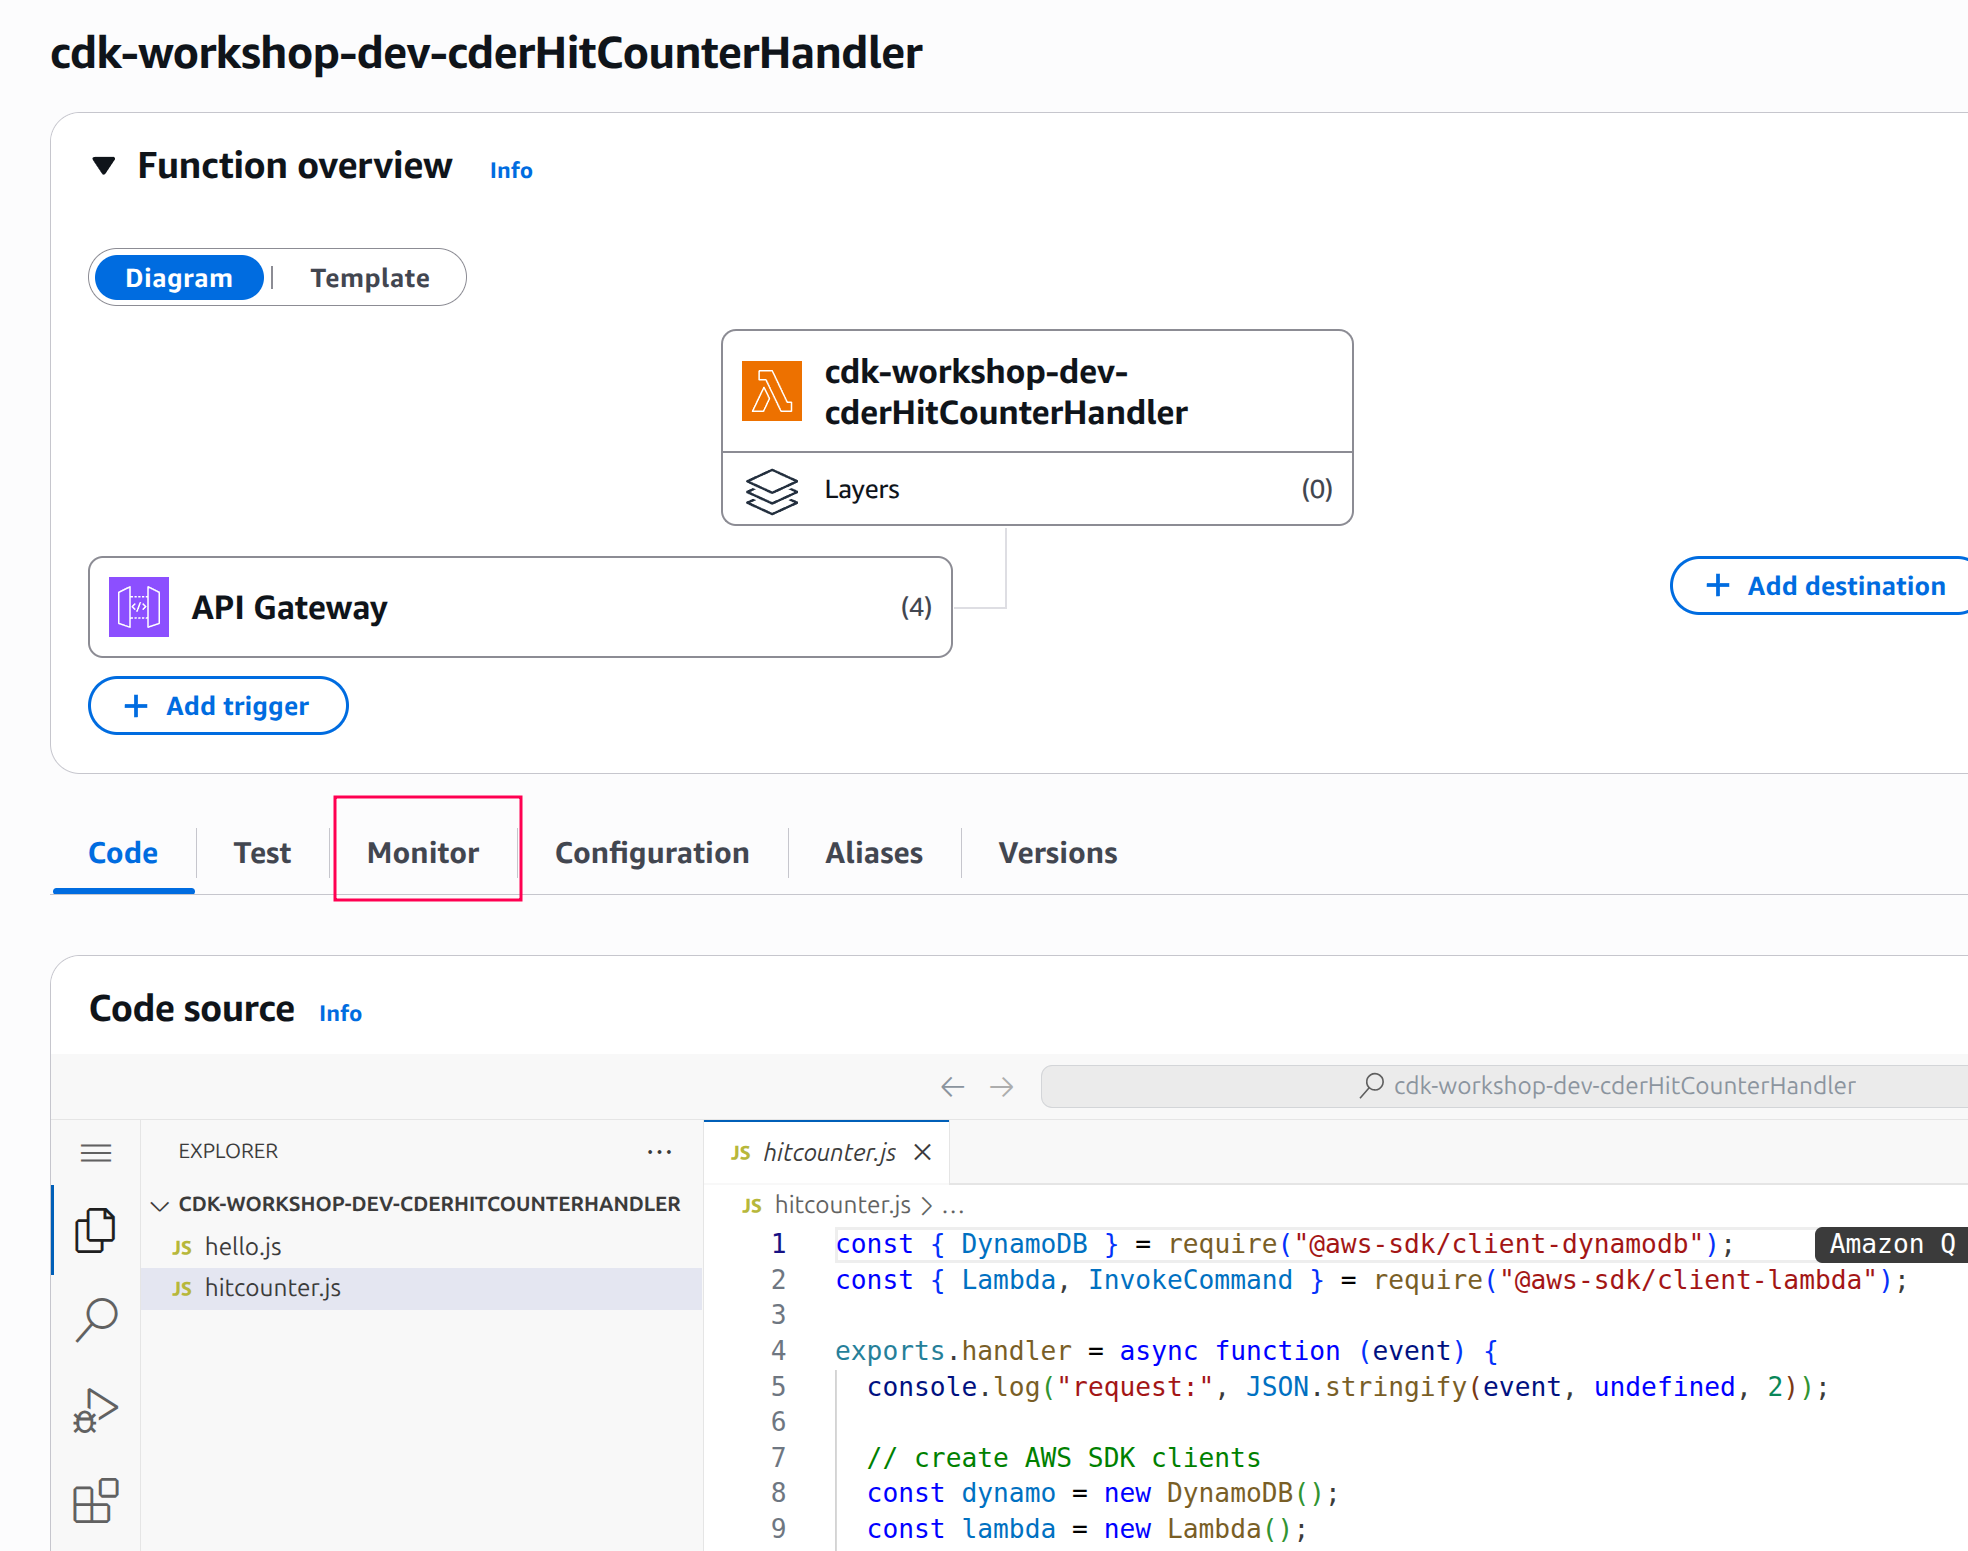 cdk-workshop-dev-cderHitCounterHandler
Function overview Info
Diagram | Template
cdk-workshop-dev-
cderHitCounterHandler
Layers (0)
API Gateway (4)
+ Add destination
+ Add trigger
Code Test Monitor Configuration Aliases Versions
Code source Info
cdk-workshop-dev-cderHitCounterHandler
EXPLORER ...
CDK-WORKSHOP-DEV-CDERHITCOUNTERHANDLER
JS hello.js
JS hitcounter.js
JS hitcounter.js
JS hitcounter.js > ...
1 const { DynamoDB } = require("@aws-sdk/client-dynamodb"); Amazon Q
2 const { Lambda, InvokeCommand } = require("@aws-sdk/client-lambda");
3
4 exports.handler = async function (event) {
5 console.log("request:", JSON.stringify(event, undefined, 2));
6
7 // create AWS SDK clients
8 const dynamo = new DynamoDB();
9 const lambda = new Lambda();